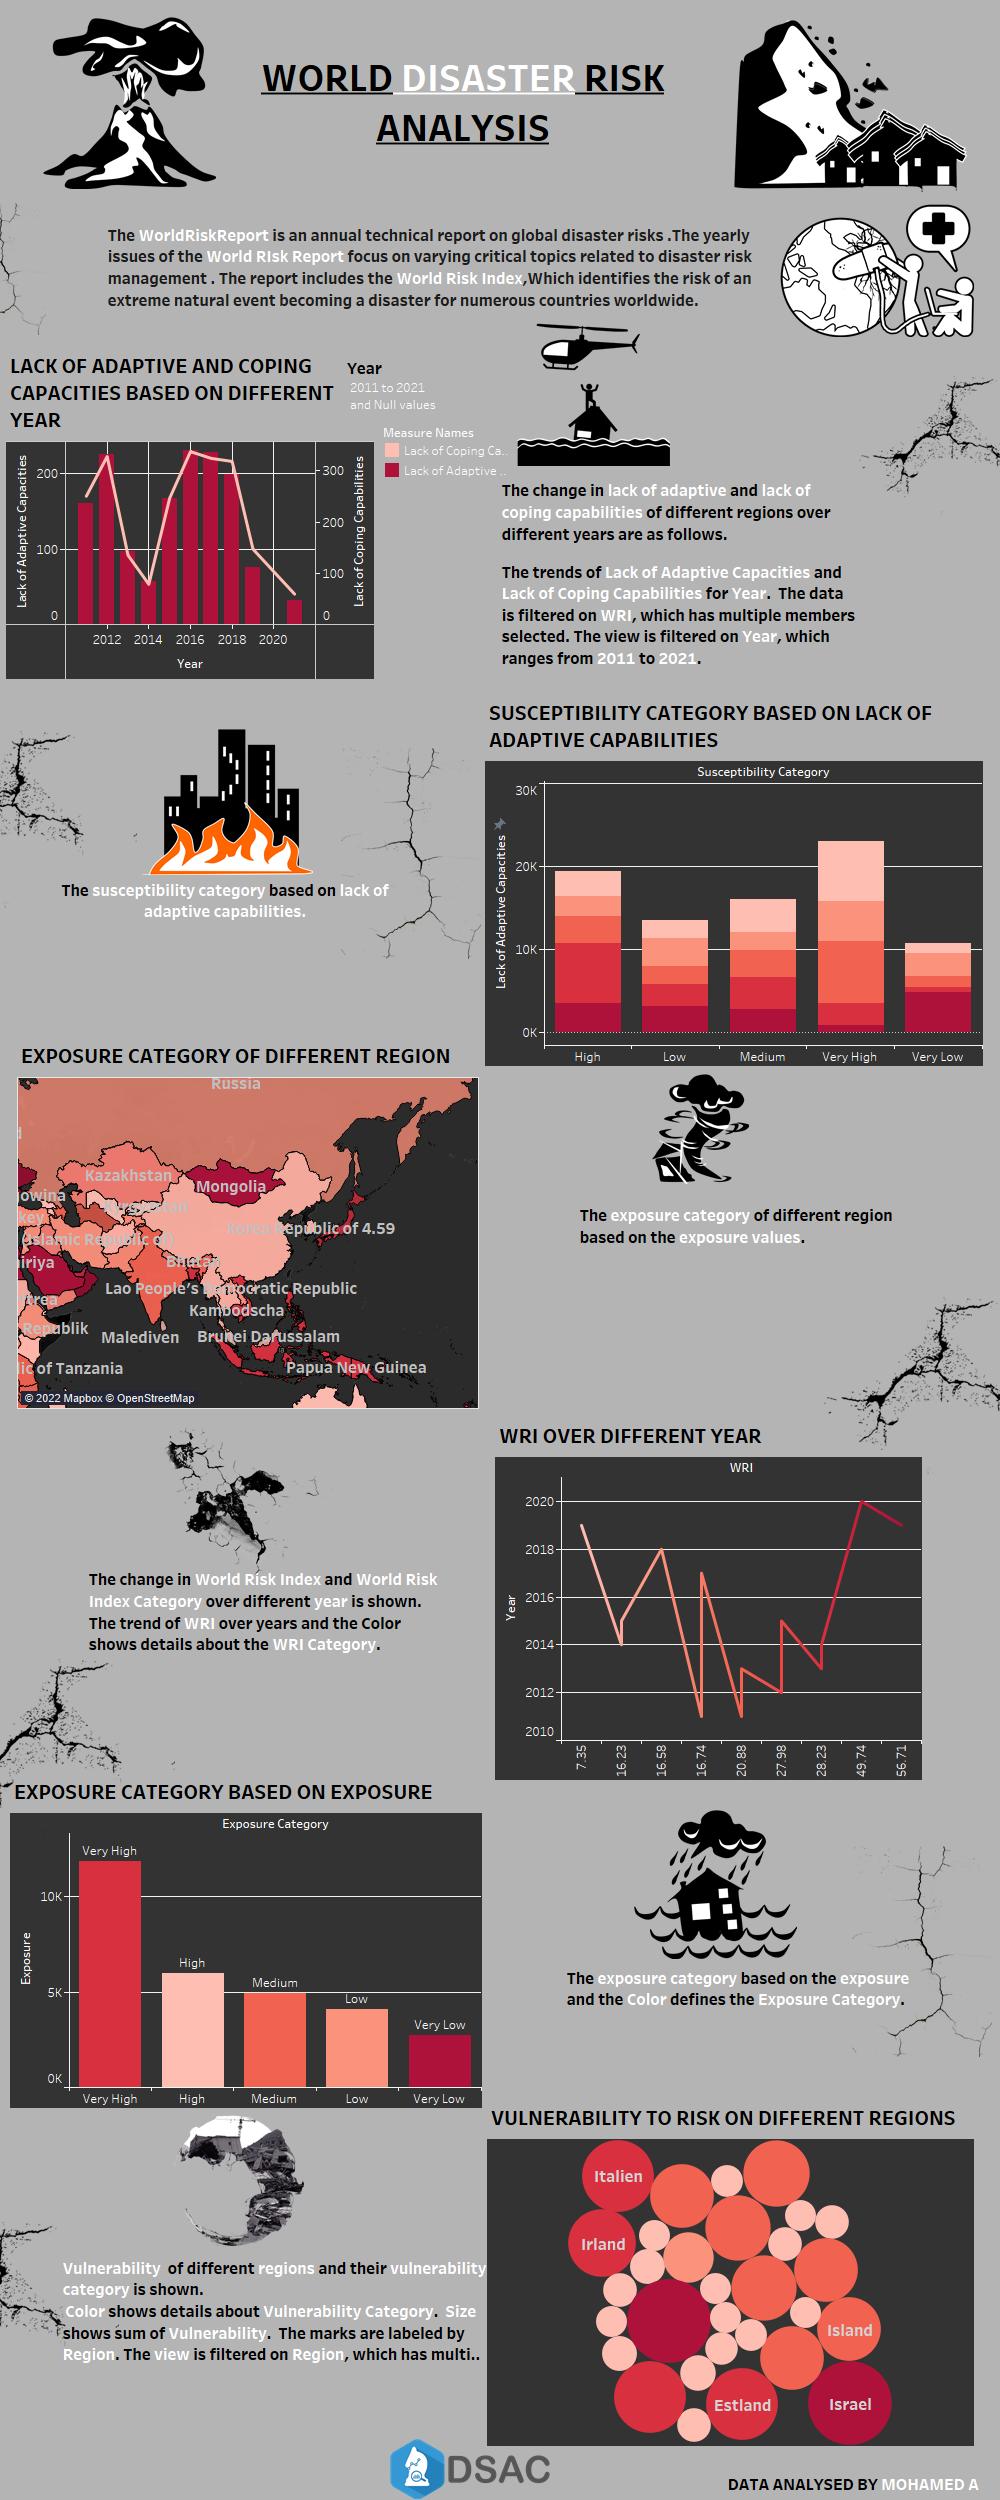 WORLD DISASTER RISK
ANALYSIS
The WorldRiskReport is an annual technical report on global disaster risks .The yearly
issues of the World RIsk Report focus on varying critical topics related to disaster risk
management . The report includes the World Risk Index,Which identifies the risk of an
extreme natural event becoming a disaster for numerous countries worldwide.
LACK OF ADAPTIVE AND COPING
CAPACITIES BASED ON DIFFERENT
YEAR
Year
2011 to 2021
and Null values
Measure Names
Lack of Coping Ca..
Lack of Adaptive ..
Lack of Adaptive Capacities
200
100
0
300
200
100
0
Lack of Coping Capabilities
2012 2014 2016 2018 2020
Year
The change in lack of adaptive and lack of
coping capabilities of different regions over
different years are as follows.
The trends of Lack of Adaptive Capacities and
Lack of Coping Capabilities for Year. The data
is filtered on WRI, which has multiple members
selected. The view is filtered on Year, which
ranges from 2011 to 2021.
SUSCEPTIBILITY CATEGORY BASED ON LACK OF
ADAPTIVE CAPABILITIES
Susceptibility Category
Lack of Adaptive Capacities
30K
20K
10K
0K
High Low Medium Very High Very Low
The susceptibility category based on lack of
adaptive capabilities.
EXPOSURE CATEGORY OF DIFFERENT REGION
Russia
d
Kazakhstan
Mongolia
owina
Kyrgyzstan
key
Korea Republic of 4.59
(Islamic Republic of)
niriya
Bhutan
Lao People's Democratic Republic
trea
Kambodscha
Republik
Malediven
Brunei Darussalam
lic of Tanzania
Papua New Guinea
© 2022 Mapbox © OpenStreetMap
The exposure category of different region
based on the exposure values.
WRI OVER DIFFERENT YEAR
WRI
Year
2020
2018
2016
2014
2012
2010
7.35 16.23 16.58 16.74 20.88 27.98 28.23 49.74 56.71
The change in World Risk Index and World Risk
Index Category over different year is shown.
The trend of WRI over years and the Color
shows details about the WRI Category.
EXPOSURE CATEGORY BASED ON EXPOSURE
Exposure Category
Exposure
10K
5K
0K
Very High
High
Medium
Low
Very Low
Very High High Medium Low Very Low
The exposure category based on the exposure
and the Color defines the Exposure Category.
VULNERABILITY TO RISK ON DIFFERENT REGIONS
Italien
Irland
Island
Estland
Israel
Vulnerability of different regions and their vulnerability
category is shown.
Color shows details about Vulnerability Category. Size
shows sum of Vulnerability. The marks are labeled by
Region. The view is filtered on Region, which has multi..
DSAC
DATA ANALYSED BY MOHAMED A